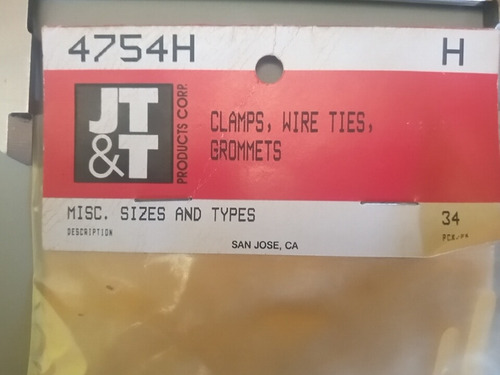 4754H H
JT
&T
PRODUCTS CORP.
CLAMPS, WIRE TIES,
GROMMETS
MISC. SIZES AND TYPES 34
DESCRIPTION
SAN JOSE, CA